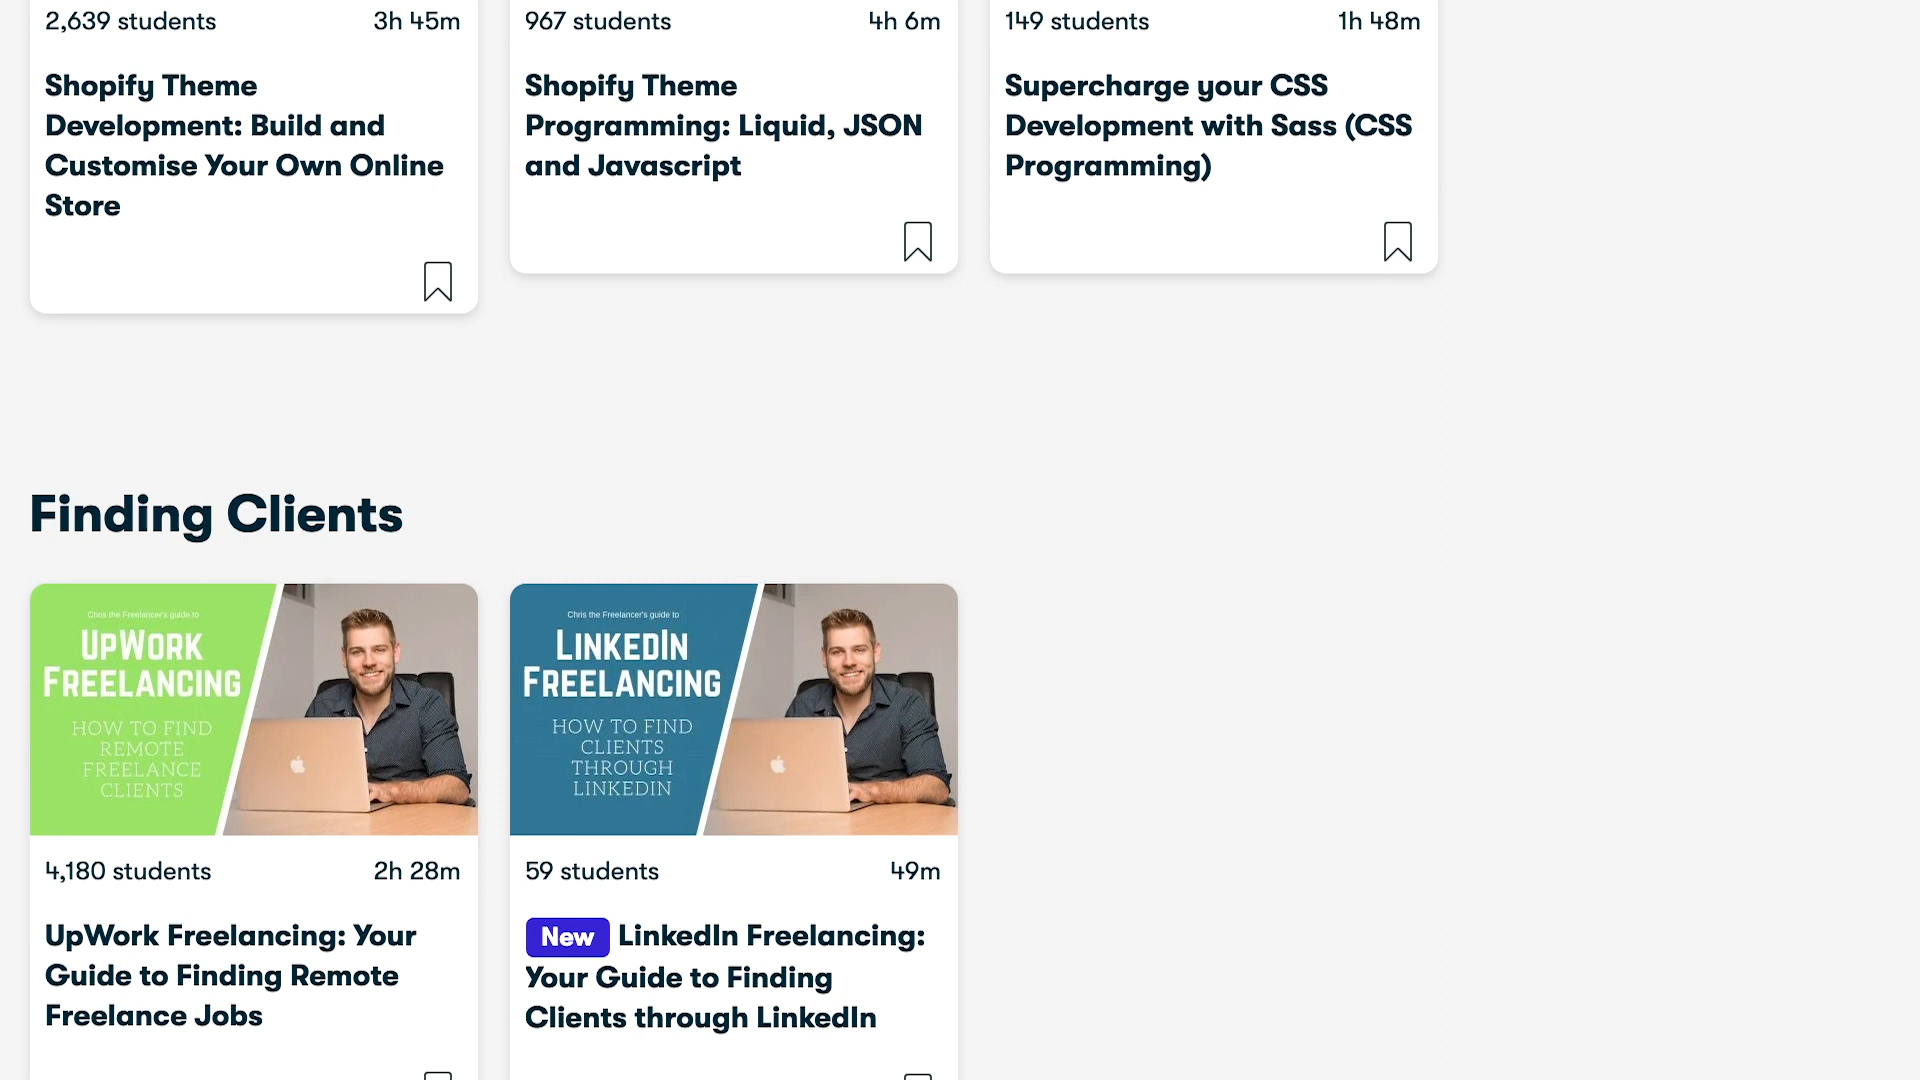 2,639 students 3h 45m
Shopify Theme
Development: Build and
Customise Your Own Online
Store
967 students 4h 6m
Shopify Theme
Programming: Liquid, JSON
and Javascript
149 students 1h 48m
Supercharge your CSS
Development with Sass (CSS
Programming)
Finding Clients
Chris the Freelancer's guide to
UPWORK
FREELANCING
HOW TO FIND
REMOTE
FREELANCE
CLIENTS
4,180 students 2h 28m
UpWork Freelancing: Your
Guide to Finding Remote
Freelance Jobs
Chris the Freelancer's guide to
LINKEDIN
FREELANCING
HOW TO FIND
CLIENTS
THROUGH
LINKEDIN
59 students 49m
New LinkedIn Freelancing:
Your Guide to Finding
Clients through LinkedIn